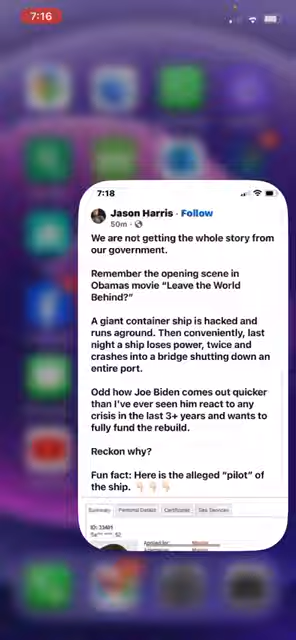 7:16
7:18
Jason Harris · Follow
50m ·
We are not getting the whole story from
our government.
Remember the opening scene in
Obamas movie “Leave the World
Behind?”
A giant container ship is hacked and
runs aground. Then conveniently, last
night a ship loses power, twice and
crashes into a bridge shutting down an
entire port.
Odd how Joe Biden comes out quicker
than I've ever seen him react to any
crisis in the last 3+ years and wants to
fully fund the rebuild.
Reckon why?
Fun fact: Here is the alleged “pilot” of
the ship. 👇🏻👇🏻👇🏻
Summary Personal Details Certificates Sea Services
ID: 33401
Applied for: